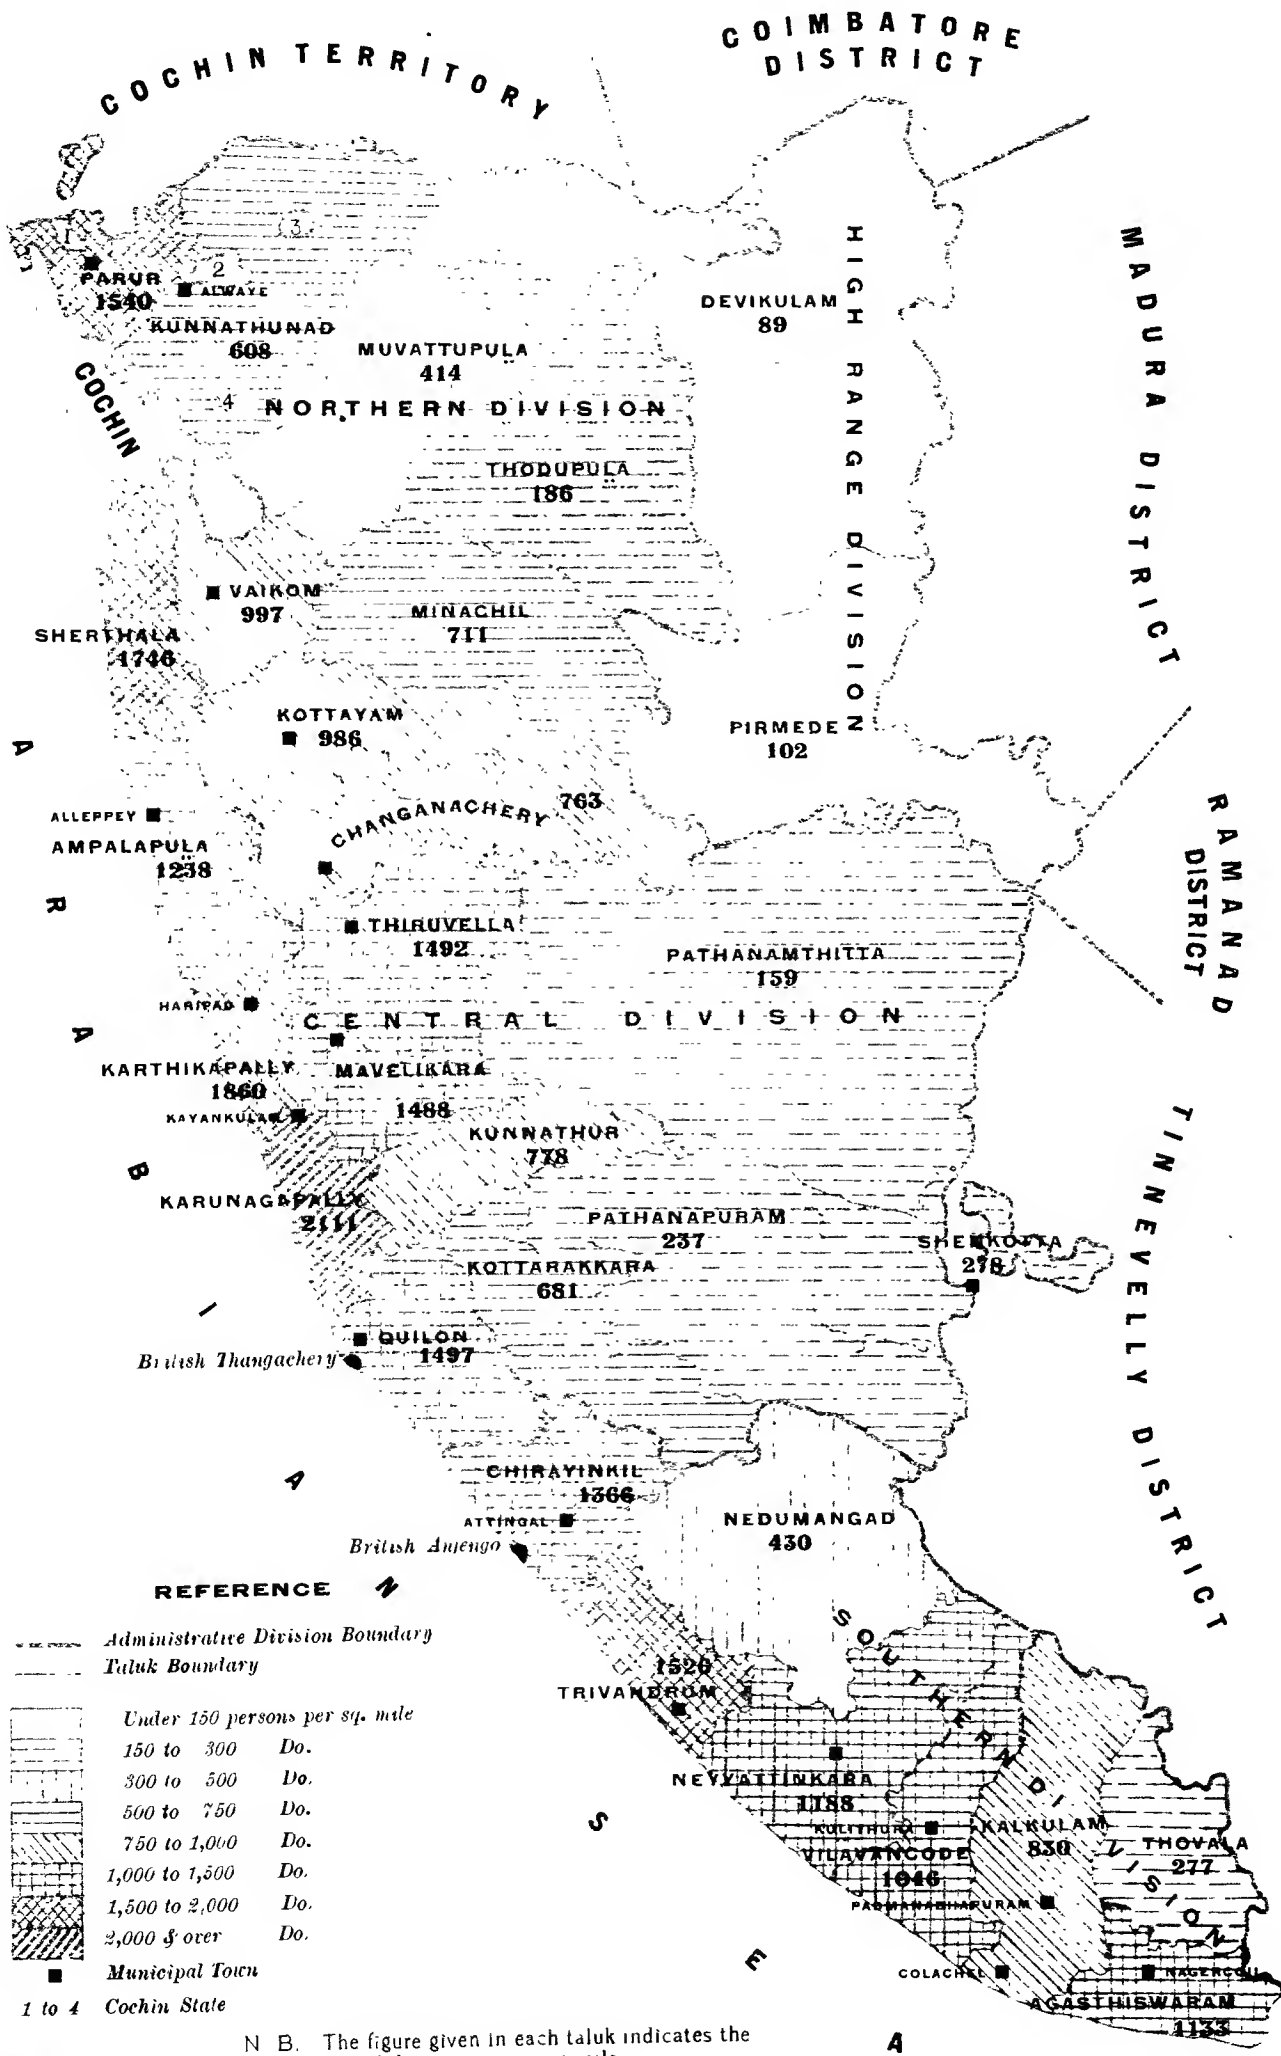 COIMBATORE
DISTRICT
COCHIN TERRITORY
1
3
2
PARUR
1540
ALWAYE
KUNNATHUNAD
608
MUVATTUPULA
414
DEVIKULAM
89
HIGH RANGE DIVISION
MADURA DISTRICT
COCHIN
4
NORTHERN DIVISION
THODUPULA
186
VAIKOM
997
MINACHIL
711
SHERTHALA
1746
KOTTAYAM
986
PIRMEDE
102
ALLEPPEY
AMPALAPULA
1238
CHANGANACHERY 763
RAMANAD
DISTRICT
THIRUVELLA
1492
PATHANAMTHITTA
159
HARIPAD
CENTRAL DIVISION
KARTHIKAPALLY
1860
MAVELIKARA
1488
KAYANKULAM
KUNNATHUR
778
KARUNAGAPALLY
2111
PATHANAPURAM
237
SHENKOTTA
278
KOTTARAKKARA
681
TINNEVELLY DISTRICT
QUILON
1497
British Thangachery
CHIRAYINKIL
1366
ATTINGAL
British Anjengo
NEDUMANGAD
430
ARABIAN SEA
SOUTHERN DIVISION
1526
TRIVANDRUM
NEYYATTINKARA
1188
KULITHURA
VILAVANCODE
1046
KALKULAM
830
THOVALA
277
PADMANABHAPURAM
COLACHEL
NAGERCOIL
AGASTHISWARAM
1133
REFERENCE
Administrative Division Boundary
Taluk Boundary
Under 150 persons per sq. mile
150 to 300 Do.
300 to 500 Do.
500 to 750 Do.
750 to 1,000 Do.
1,000 to 1,500 Do.
1,500 to 2,000 Do.
2,000 & over Do.
Municipal Town
1 to 4 Cochin State
N B. The figure given in each taluk indicates the